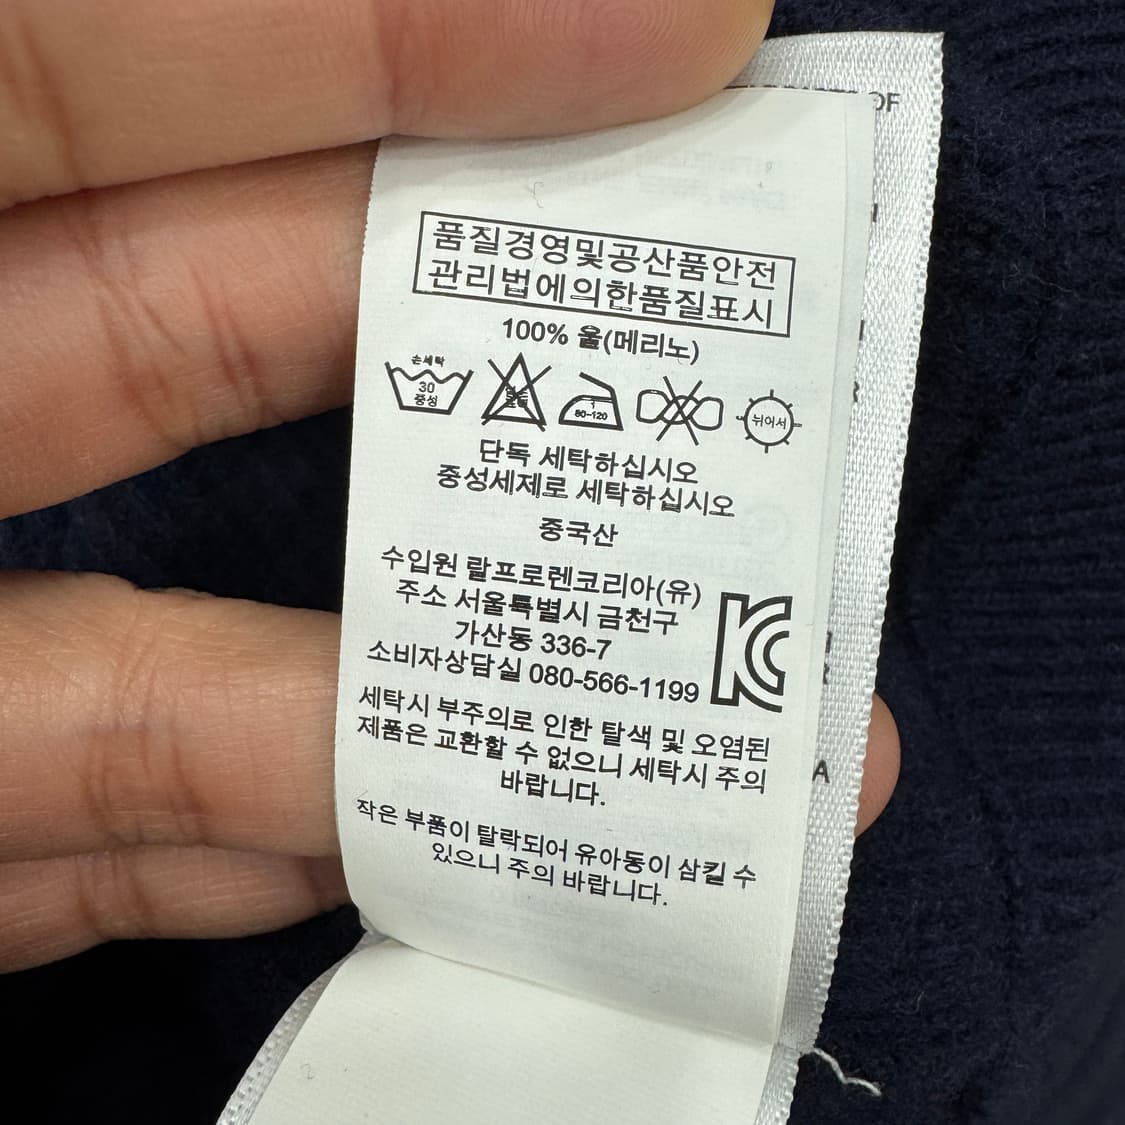 품질경영및공산품안전
관리법에의한품질표시
100% 울(메리노)
손세탁
30
중성
80-120
뉘어서
단독 세탁하십시오
중성세제로 세탁하십시오
중국산
수입원 랄프로렌코리아(유)
주소 서울특별시 금천구
가산동 336-7
소비자상담실 080-566-1199
세탁시 부주의로 인한 탈색 및 오염된
제품은 교환할 수 없으니 세탁시 주의
바랍니다.
작은 부품이 탈락되어 유아동이 삼킬 수
있으니 주의 바랍니다.
OF
A